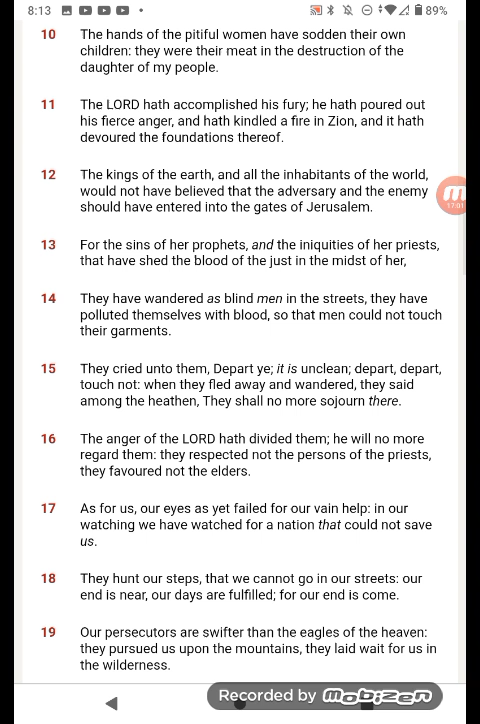 8:13
89%
10 The hands of the pitiful women have sodden their own
children: they were their meat in the destruction of the
daughter of my people.
11 The LORD hath accomplished his fury; he hath poured out
his fierce anger, and hath kindled a fire in Zion, and it hath
devoured the foundations thereof.
12 The kings of the earth, and all the inhabitants of the world,
would not have believed that the adversary and the enemy
should have entered into the gates of Jerusalem.
17:01
13 For the sins of her prophets, and the iniquities of her priests,
that have shed the blood of the just in the midst of her,
14 They have wandered as blind men in the streets, they have
polluted themselves with blood, so that men could not touch
their garments.
15 They cried unto them, Depart ye; it is unclean; depart, depart,
touch not: when they fled away and wandered, they said
among the heathen, They shall no more sojourn there.
16 The anger of the LORD hath divided them; he will no more
regard them: they respected not the persons of the priests,
they favoured not the elders.
17 As for us, our eyes as yet failed for our vain help: in our
watching we have watched for a nation that could not save
us.
18 They hunt our steps, that we cannot go in our streets: our
end is near, our days are fulfilled; for our end is come.
19 Our persecutors are swifter than the eagles of the heaven:
they pursued us upon the mountains, they laid wait for us in
the wilderness.
Recorded by mobizen